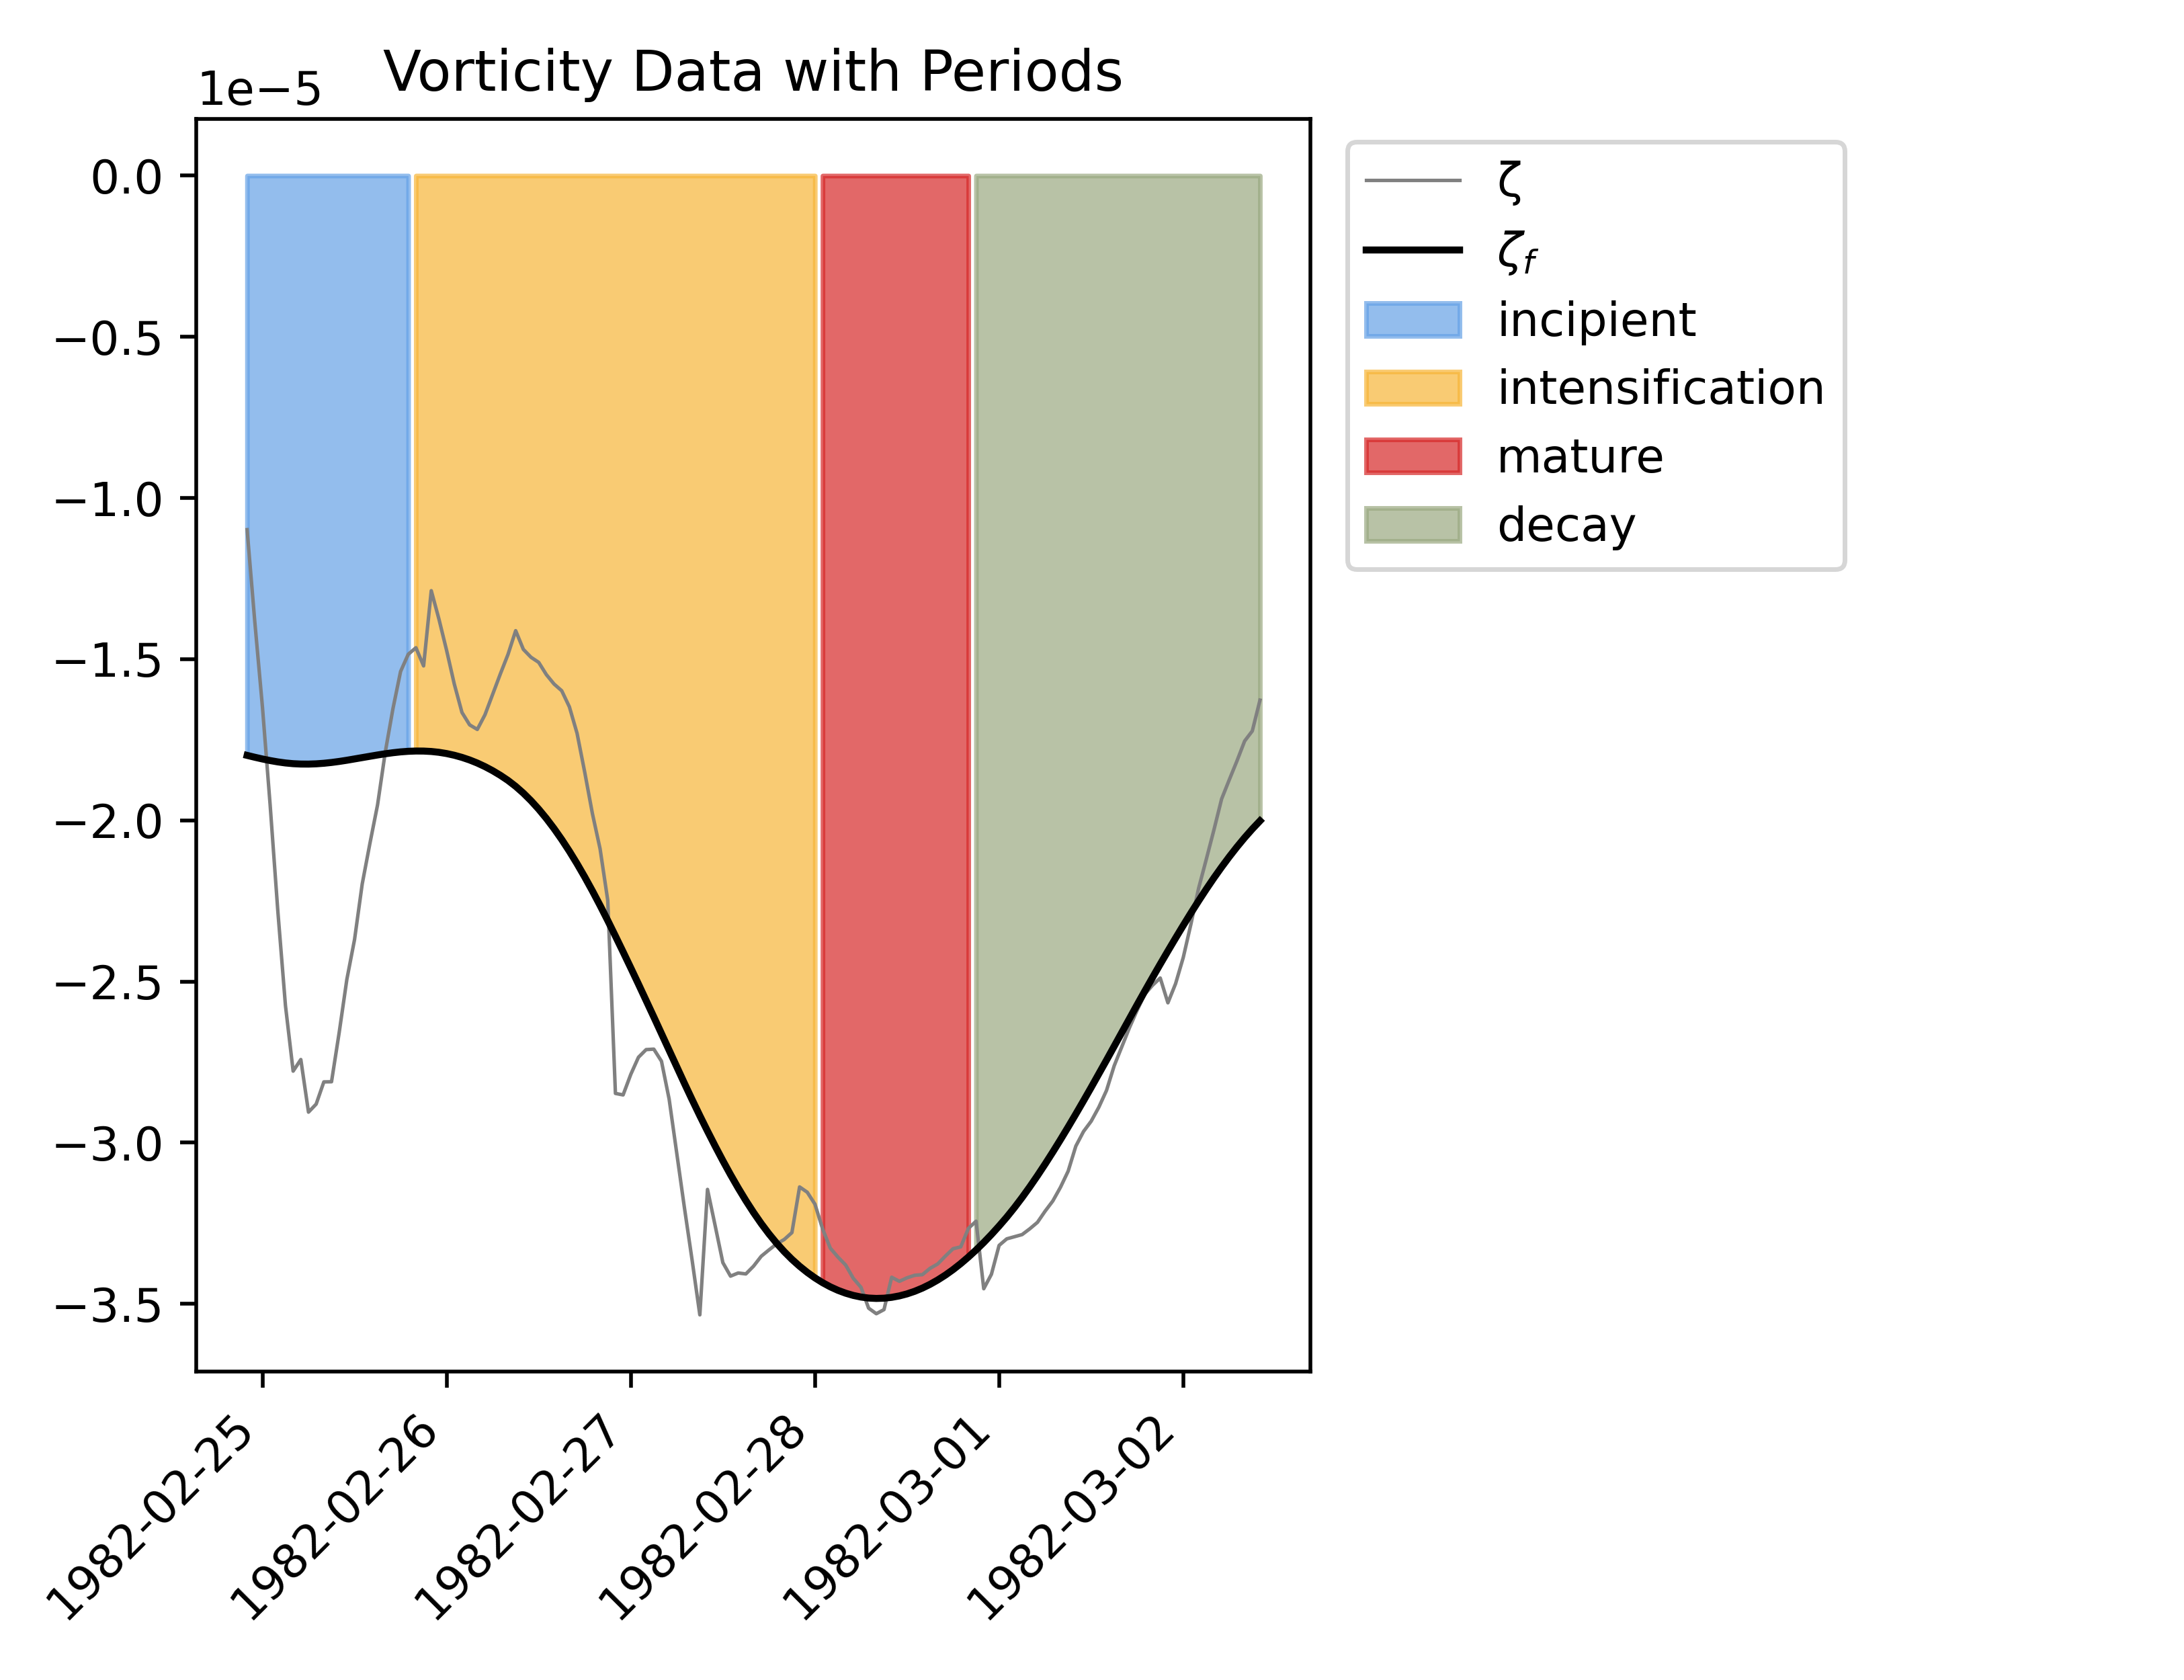 Vorticity Data with Periods
1e−5
0.0
−0.5
−1.0
−1.5
−2.0
−2.5
−3.0
−3.5
1982-02-25
1982-02-26
1982-02-27
1982-02-28
1982-03-01
1982-03-02
ζ
ζf
incipient
intensification
mature
decay